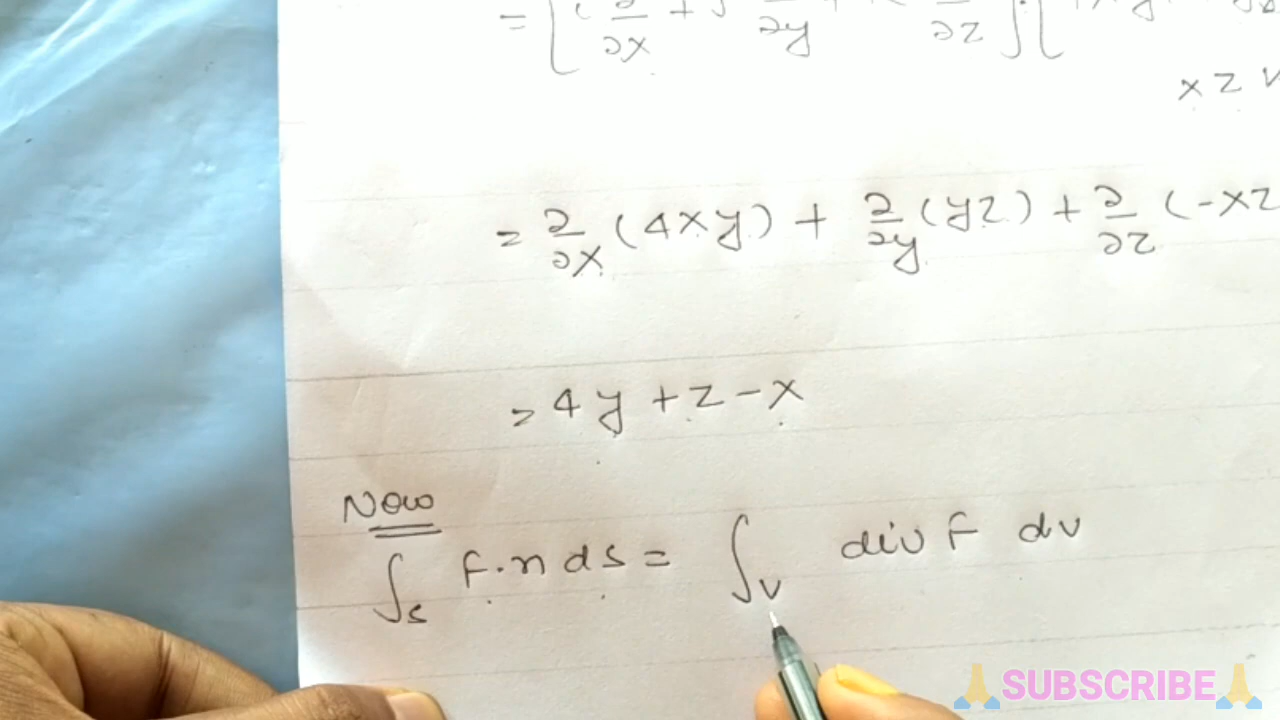 = [ ∂/∂x + ∂/∂y + ∂/∂z ] [
x z
= ∂/∂x (4xy) + ∂/∂y (yz) + ∂/∂z (-xz
= 4y + z - x
Now
∫s F.n ds = ∫v div F dv
🙏SUBSCRIBE🙏